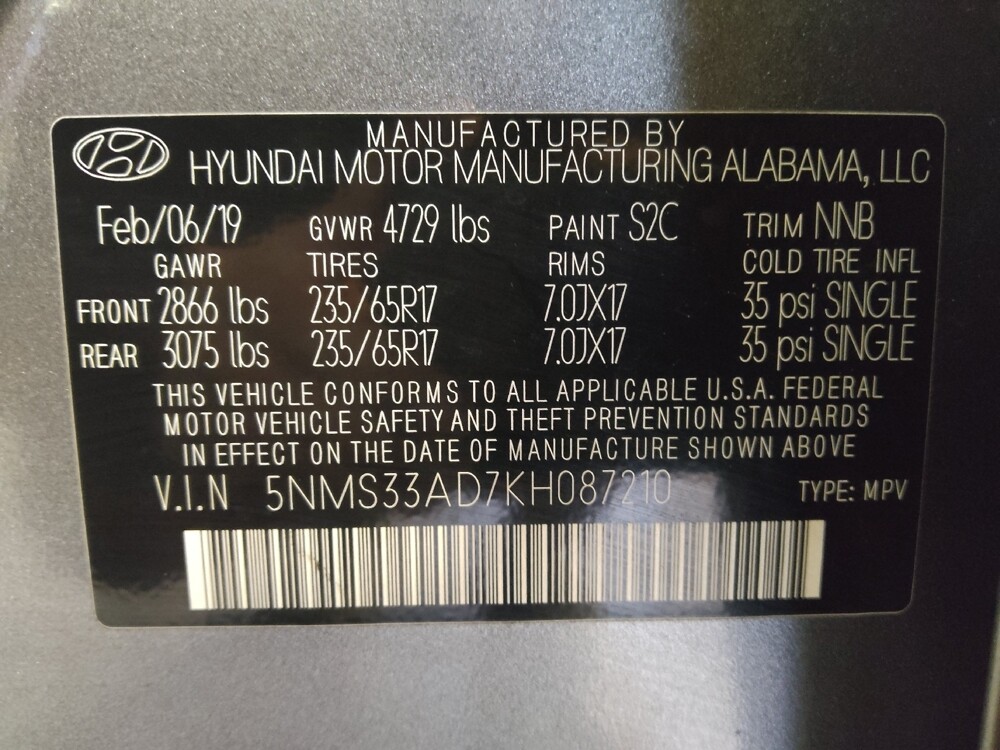 MANUFACTURED BY
HYUNDAI MOTOR MANUFACTURING ALABAMA, LLC
Feb/06/19 GVWR 4729 lbs PAINT S2C TRIM NNB
GAWR TIRES RIMS COLD TIRE INFL
FRONT 2866 lbs 235/65R17 7.0JX17 35 psi SINGLE
REAR 3075 lbs 235/65R17 7.0JX17 35 psi SINGLE
THIS VEHICLE CONFORMS TO ALL APPLICABLE U.S.A. FEDERAL
MOTOR VEHICLE SAFETY AND THEFT PREVENTION STANDARDS
IN EFFECT ON THE DATE OF MANUFACTURE SHOWN ABOVE
V.I.N 5NMS33AD7KH087210 TYPE: MPV